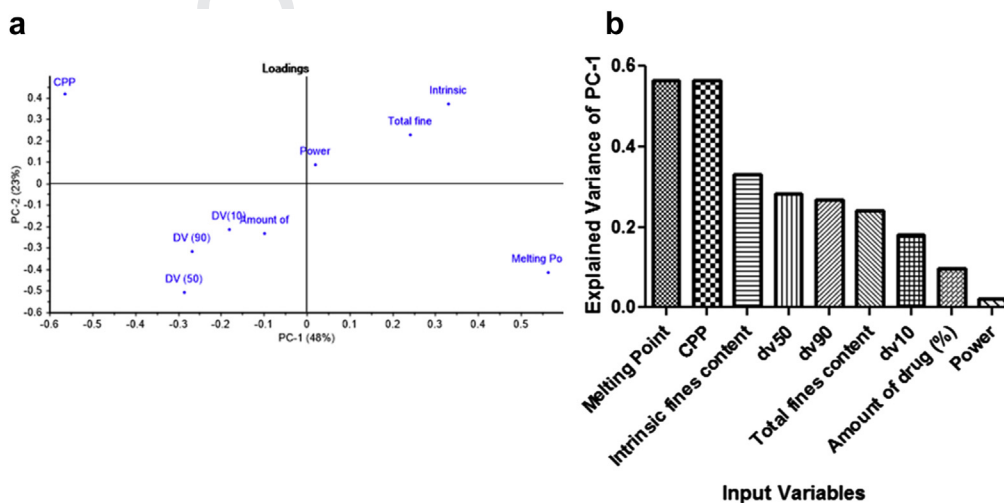 a
Loadings
CPP
Intrinsic
Total fine
Power
DV(10)
Amount of
DV (90)
DV (50)
Melting Po
PC-2 (23%)
0.4
0.3
0.2
0.1
0
-0.1
-0.2
-0.3
-0.4
-0.5
-0.6
-0.6 -0.5 -0.4 -0.3 -0.2 -0.1 0 0.1 0.2 0.3 0.4 0.5
PC-1 (48%)
b
Explained Variance of PC-1
0.6
0.4
0.2
0.0
Melting Point
CPP
Intrinsic fines content
dv50
dv90
Total fines content
dv10
Amount of drug (%)
Power
Input Variables